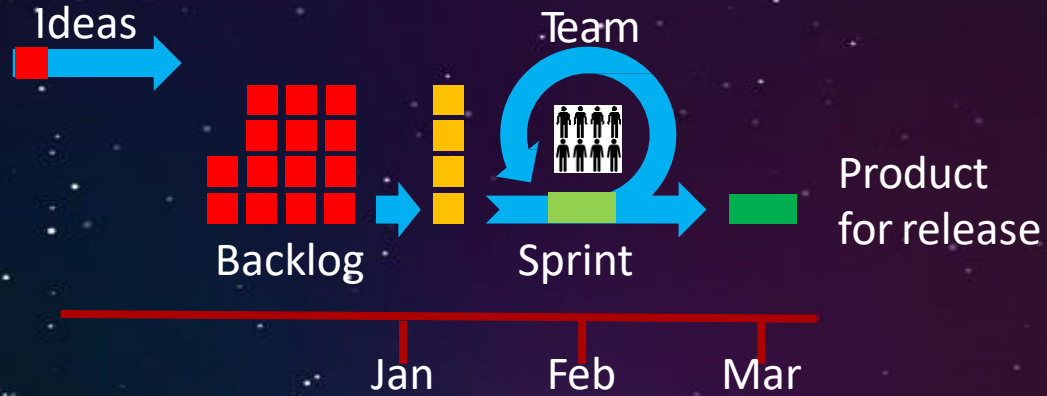 Ideas
Team
Product
for release
Backlog
Sprint
Jan
Feb
Mar